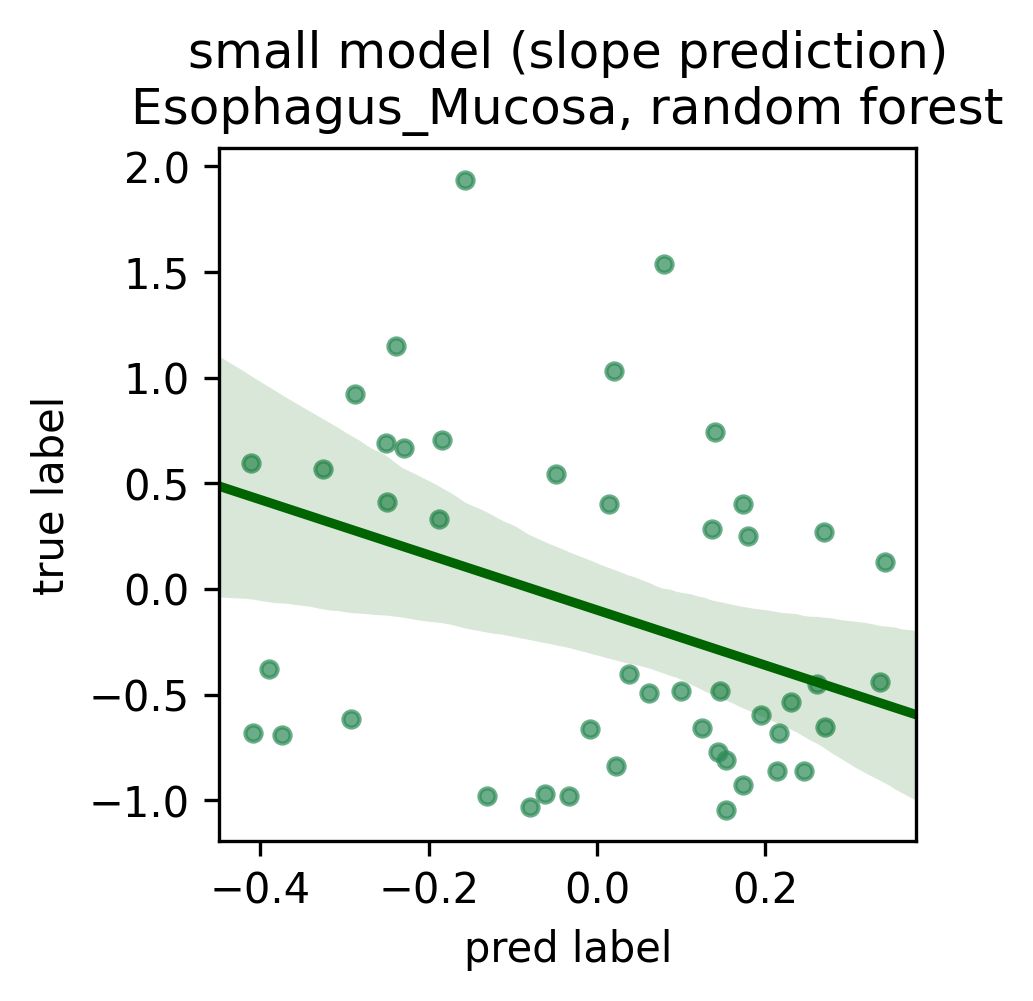 small model (slope prediction)
Esophagus_Mucosa, random forest
2.0
1.5
1.0
0.5
0.0
−0.5
−1.0
true label
−0.4
−0.2
0.0
0.2
pred label